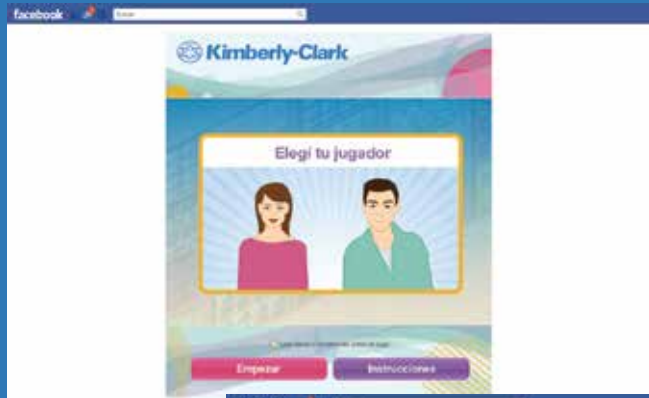 facebook
Kimberly-Clark
Elegí tu jugador
Empezar
Instrucciones